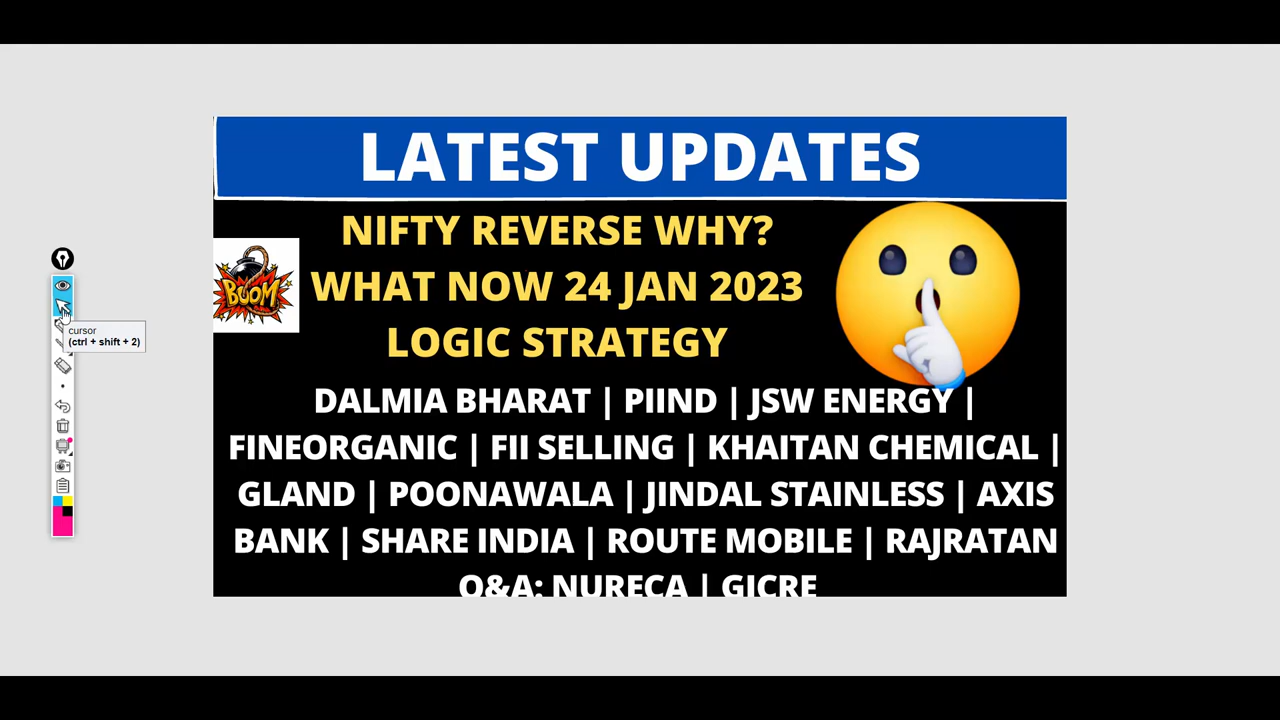 LATEST UPDATES
NIFTY REVERSE WHY?
WHAT NOW 24 JAN 2023
LOGIC STRATEGY
BOOM
DALMIA BHARAT | PIIND | JSW ENERGY |
FINEORGANIC | FII SELLING | KHAITAN CHEMICAL |
GLAND | POONAWALA | JINDAL STAINLESS | AXIS
BANK | SHARE INDIA | ROUTE MOBILE | RAJRATAN
Q&A: NURECA | GICRE
cursor
(ctrl + shift + 2)